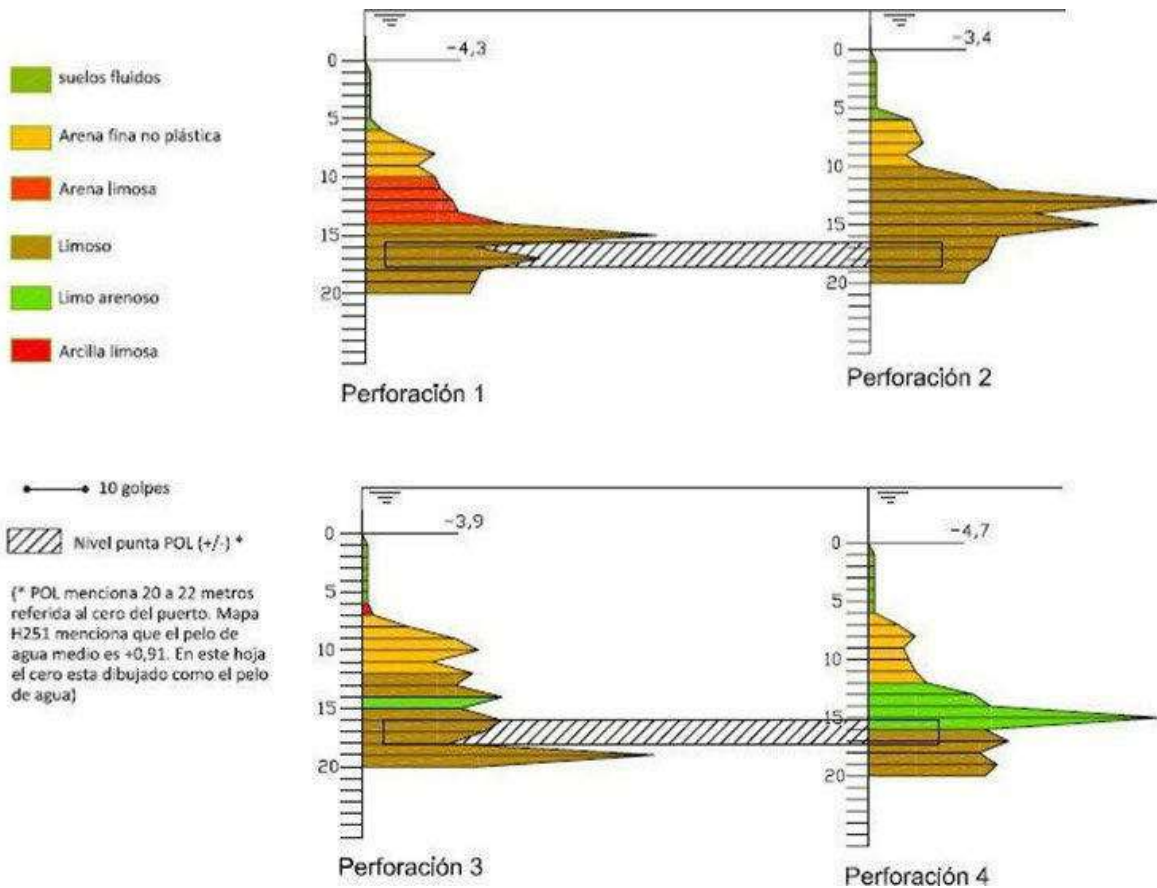 suelos fluidos
Arena fina no plástica
Arena limosa
Limoso
Limo arenoso
Arcilla limosa
-4,3
0
5
10
15
20
Perforación 1
-3,4
0
5
10
15
20
Perforación 2
10 golpes
Nivel punta POL (+/-) *
(* POL menciona 20 a 22 metros
referida al cero del puerto. Mapa
H251 menciona que el pelo de
agua medio es +0,91. En este hoja
el cero esta dibujado como el pelo
de agua)
-3,9
0
5
10
15
20
Perforación 3
-4,7
0
5
10
15
20
Perforación 4